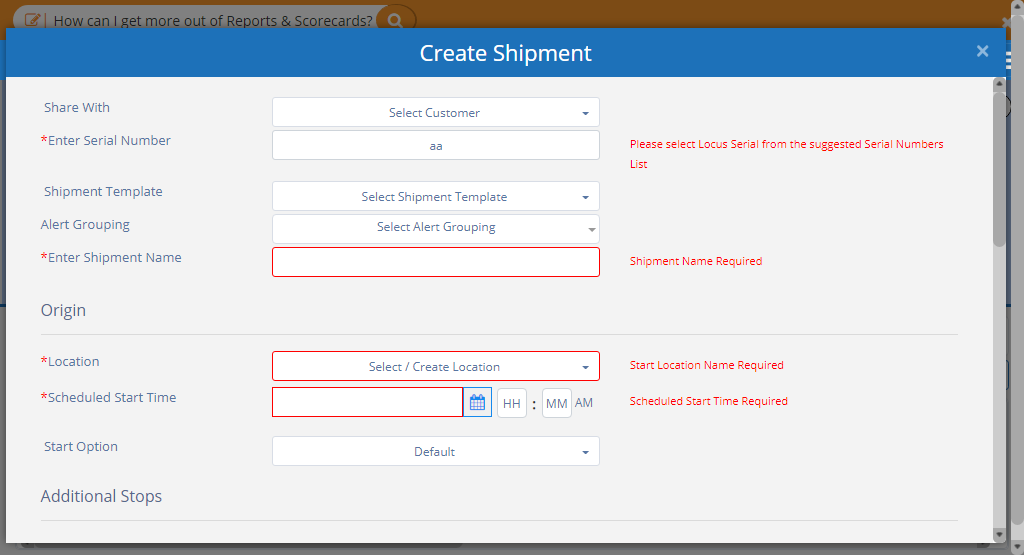 How can I get more out of Reports & Scorecards?
Create Shipment ×
Share With Select Customer
*Enter Serial Number aa Please select Locus Serial from the suggested Serial Numbers
List
Shipment Template Select Shipment Template
Alert Grouping Select Alert Grouping
*Enter Shipment Name Shipment Name Required
Origin
*Location Select / Create Location Start Location Name Required
*Scheduled Start Time HH : MM AM Scheduled Start Time Required
Start Option Default
Additional Stops